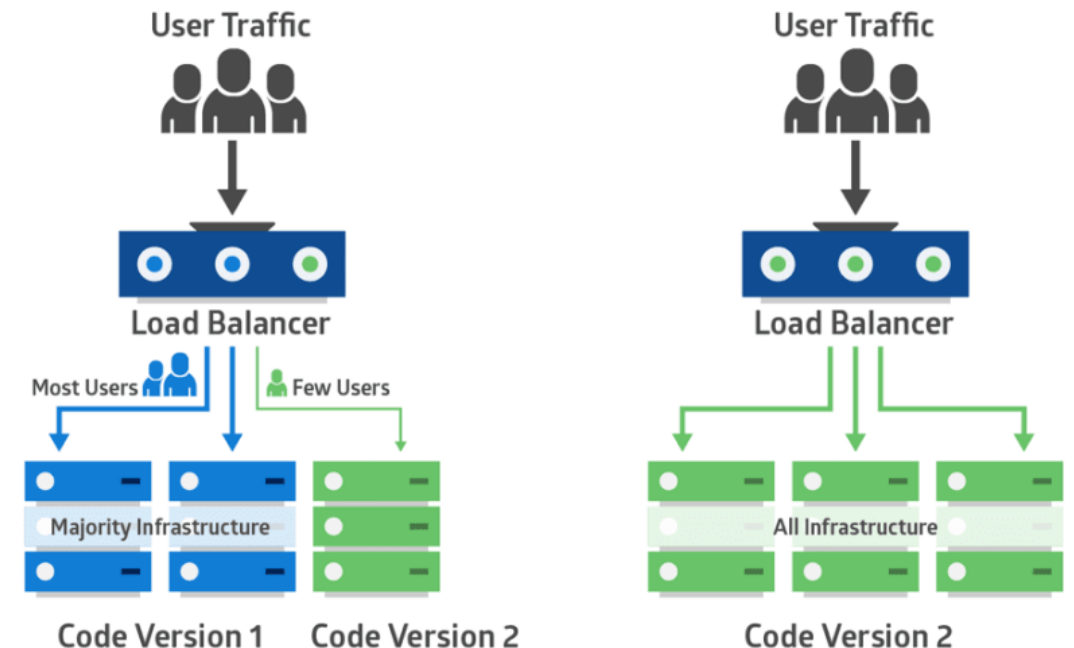 User Traffic
Load Balancer
Most Users
Few Users
Majority Infrastructure
Code Version 1
Code Version 2
User Traffic
Load Balancer
All Infrastructure
Code Version 2